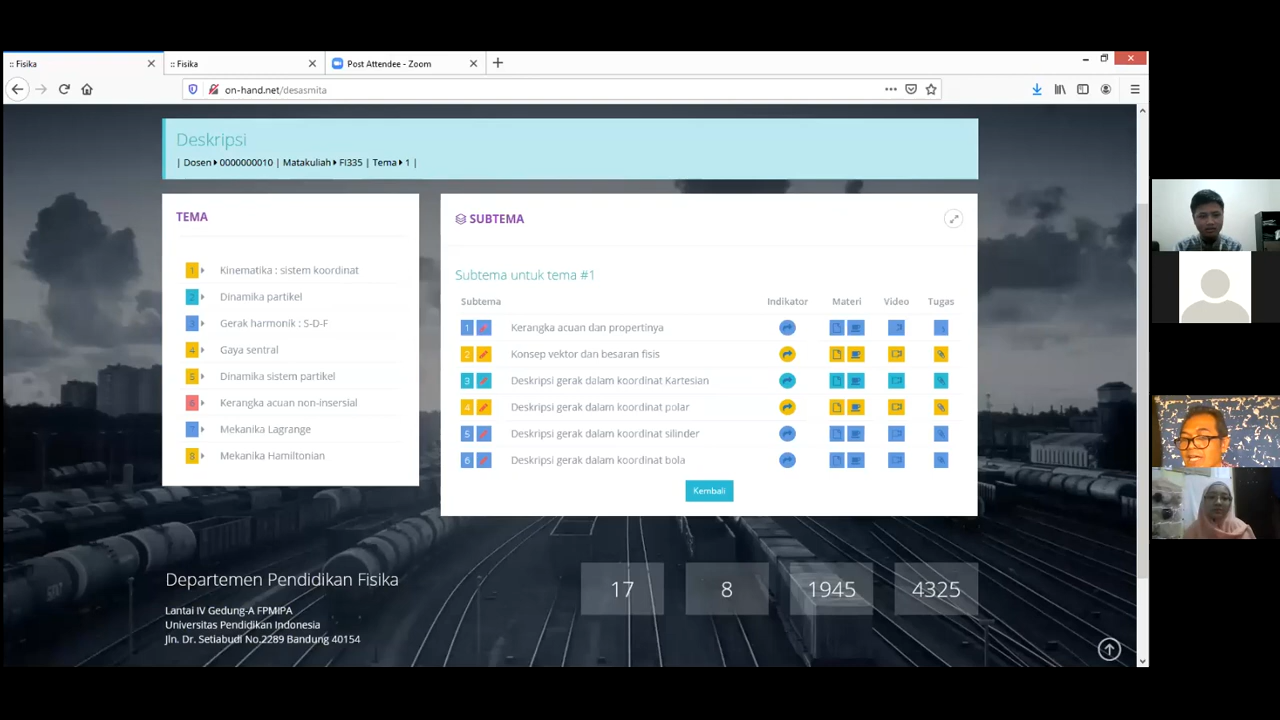 :: Fisika
:: Fisika
Post Attendee - Zoom
on-hand.net/desasmita
Deskripsi
| Dosen 0000000010 | Matakuliah FI335 | Tema 1 |
TEMA
1 Kinematika : sistem koordinat
2 Dinamika partikel
3 Gerak harmonik : S-D-F
4 Gaya sentral
5 Dinamika sistem partikel
6 Kerangka acuan non-insersial
7 Mekanika Lagrange
8 Mekanika Hamiltonian
SUBTEMA
Subtema untuk tema #1
Subtema Indikator Materi Video Tugas
1 Kerangka acuan dan propertinya
2 Konsep vektor dan besaran fisis
3 Deskripsi gerak dalam koordinat Kartesian
4 Deskripsi gerak dalam koordinat polar
5 Deskripsi gerak dalam koordinat silinder
6 Deskripsi gerak dalam koordinat bola
Kembali
Departemen Pendidikan Fisika
Lantai IV Gedung-A FPMIPA
Universitas Pendidikan Indonesia
Jln. Dr. Setiabudi No.2289 Bandung 40154
17 8 1945 4325